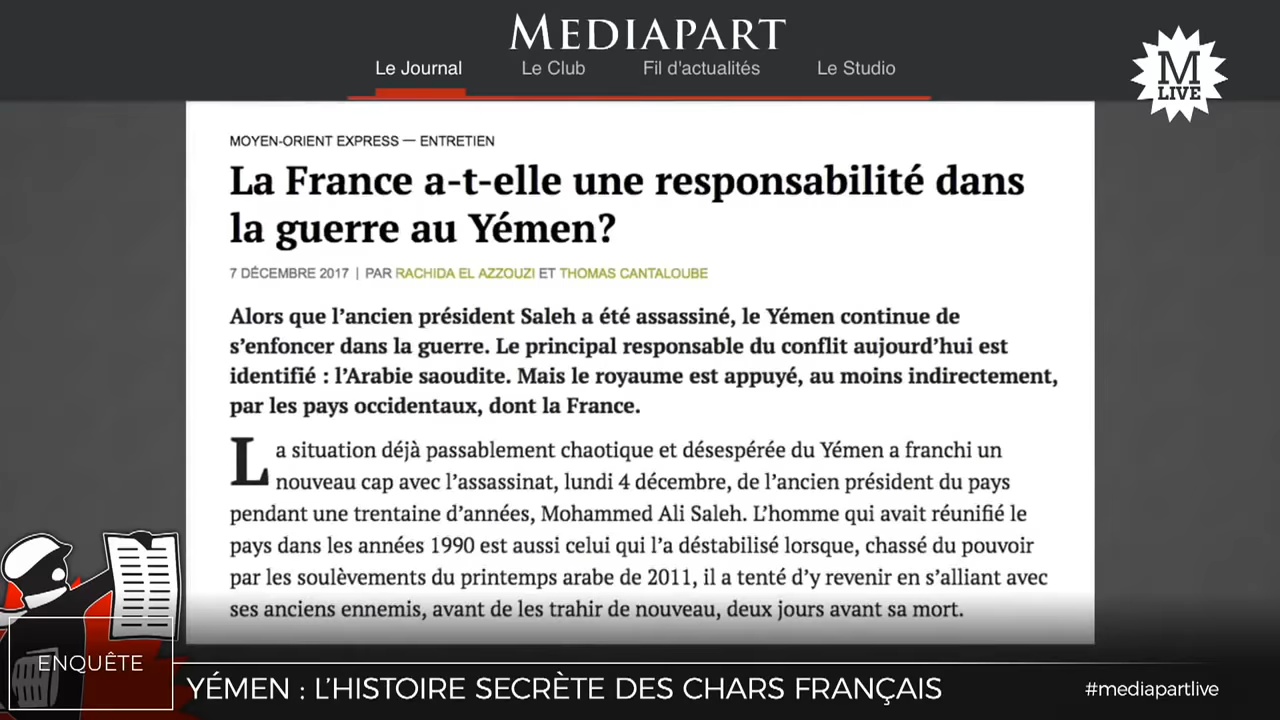 MEDIAPART
Le Journal Le Club Fil d'actualités Le Studio
M
LIVE
MOYEN-ORIENT EXPRESS — ENTRETIEN
La France a-t-elle une responsabilité dans
la guerre au Yémen?
7 DÉCEMBRE 2017 | PAR RACHIDA EL AZZOUZI ET THOMAS CANTALOUBE
Alors que l'ancien président Saleh a été assassiné, le Yémen continue de
s'enfoncer dans la guerre. Le principal responsable du conflit aujourd'hui est
identifié : l'Arabie saoudite. Mais le royaume est appuyé, au moins indirectement,
par les pays occidentaux, dont la France.
La situation déjà passablement chaotique et désespérée du Yémen a franchi un
nouveau cap avec l'assassinat, lundi 4 décembre, de l'ancien président du pays
pendant une trentaine d'années, Mohammed Ali Saleh. L'homme qui avait réunifié le
pays dans les années 1990 est aussi celui qui l'a déstabilisé lorsque, chassé du pouvoir
par les soulèvements du printemps arabe de 2011, il a tenté d'y revenir en s'alliant avec
ses anciens ennemis, avant de les trahir de nouveau, deux jours avant sa mort.
ENQUÊTE
YÉMEN : L'HISTOIRE SECRÈTE DES CHARS FRANÇAIS
#mediapartlive